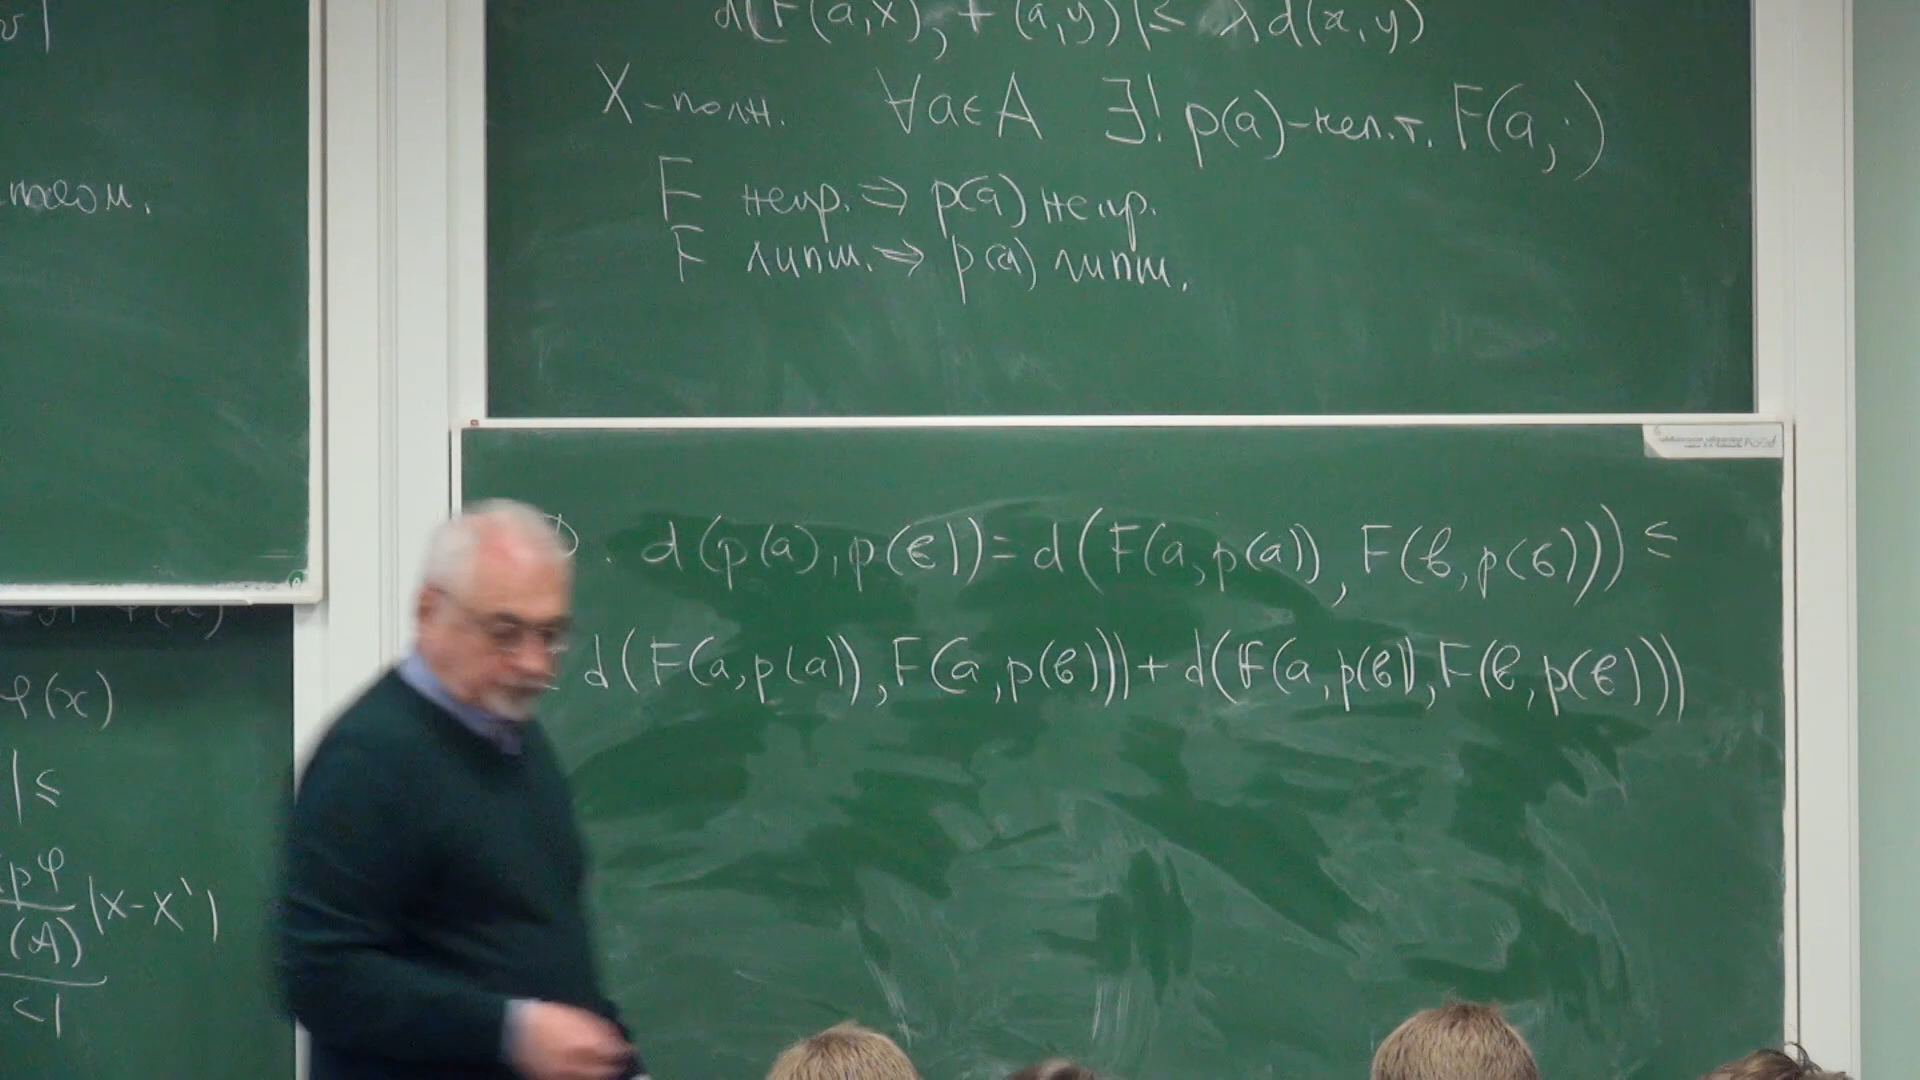 d(F(a,x), F(a,y)) ≤ λd(x,y)
X-полн. ∀a∈A ∃! p(a)-неп.т. F(a,·)
F непр. ⇒ p(a) непр.
F липш. ⇒ p(a) липш.
D. d(p(a),p(b))=d(F(a,p(a)), F(b,p(b))) ≤
≤ d(F(a,p(a)),F(a,p(b)))+d(F(a,p(b)),F(b,p(b)))
φ(x)
|≤
|x-x'|
(A)
<1